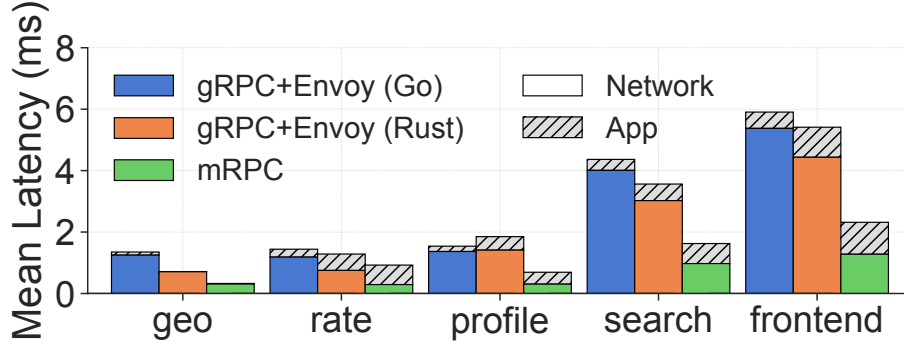 Mean Latency (ms)
8
6
4
2
0
gRPC+Envoy (Go)
gRPC+Envoy (Rust)
mRPC
Network
App
geo rate profile search frontend